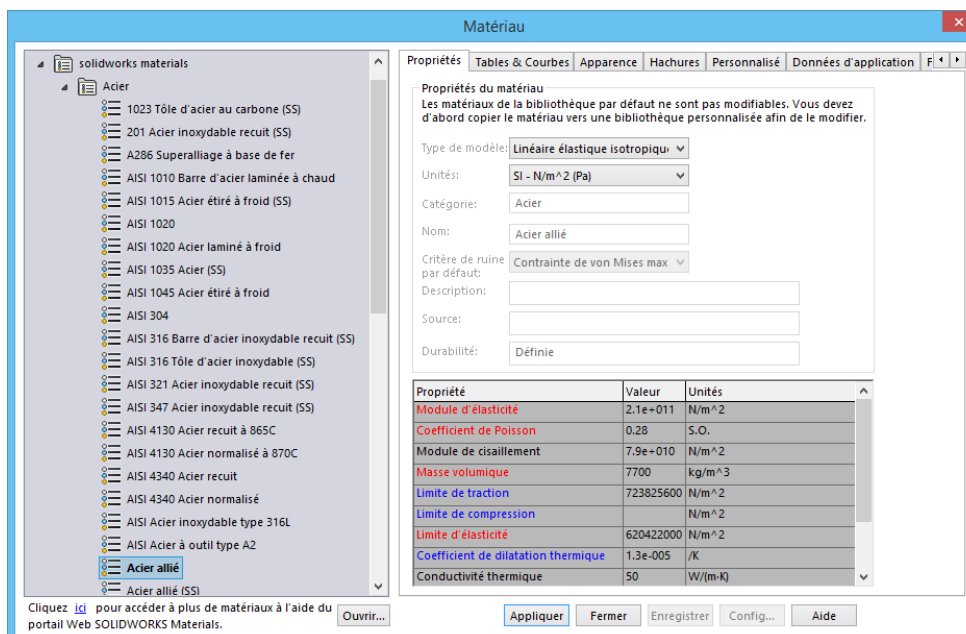 Matériau
solidworks materials
Acier
1023 Tôle d'acier au carbone (SS)
201 Acier inoxydable recuit (SS)
A286 Superalliage à base de fer
AISI 1010 Barre d'acier laminée à chaud
AISI 1015 Acier étiré à froid (SS)
AISI 1020
AISI 1020 Acier laminé à froid
AISI 1035 Acier (SS)
AISI 1045 Acier étiré à froid
AISI 304
AISI 316 Barre d'acier inoxydable recuit (SS)
AISI 316 Tôle d'acier inoxydable (SS)
AISI 321 Acier inoxydable recuit (SS)
AISI 347 Acier inoxydable recuit (SS)
AISI 4130 Acier recuit à 865C
AISI 4130 Acier normalisé à 870C
AISI 4340 Acier recuit
AISI 4340 Acier normalisé
AISI Acier inoxydable type 316L
AISI Acier à outil type A2
Acier allié
Acier allié (SS)
Cliquez ici pour accéder à plus de matériaux à l'aide du
portail Web SOLIDWORKS Materials.
Ouvrir...
Propriétés Tables & Courbes Apparence Hachures Personnalisé Données d'application F
Propriétés du matériau
Les matériaux de la bibliothèque par défaut ne sont pas modifiables. Vous devez
d'abord copier le matériau vers une bibliothèque personnalisée afin de le modifier.
Type de modèle: Linéaire élastique isotropique
Unités: SI - N/m^2 (Pa)
Catégorie: Acier
Nom: Acier allié
Critère de ruine
par défaut: Contrainte de von Mises max
Description:
Source:
Durabilité: Définie
Propriété Valeur Unités
Module d'élasticité 2.1e+011 N/m^2
Coefficient de Poisson 0.28 S.O.
Module de cisaillement 7.9e+010 N/m^2
Masse volumique 7700 kg/m^3
Limite de traction 723825600 N/m^2
Limite de compression N/m^2
Limite d'élasticité 620422000 N/m^2
Coefficient de dilatation thermique 1.3e-005 /K
Conductivité thermique 50 W/(m·K)
Appliquer Fermer Enregistrer Config... Aide